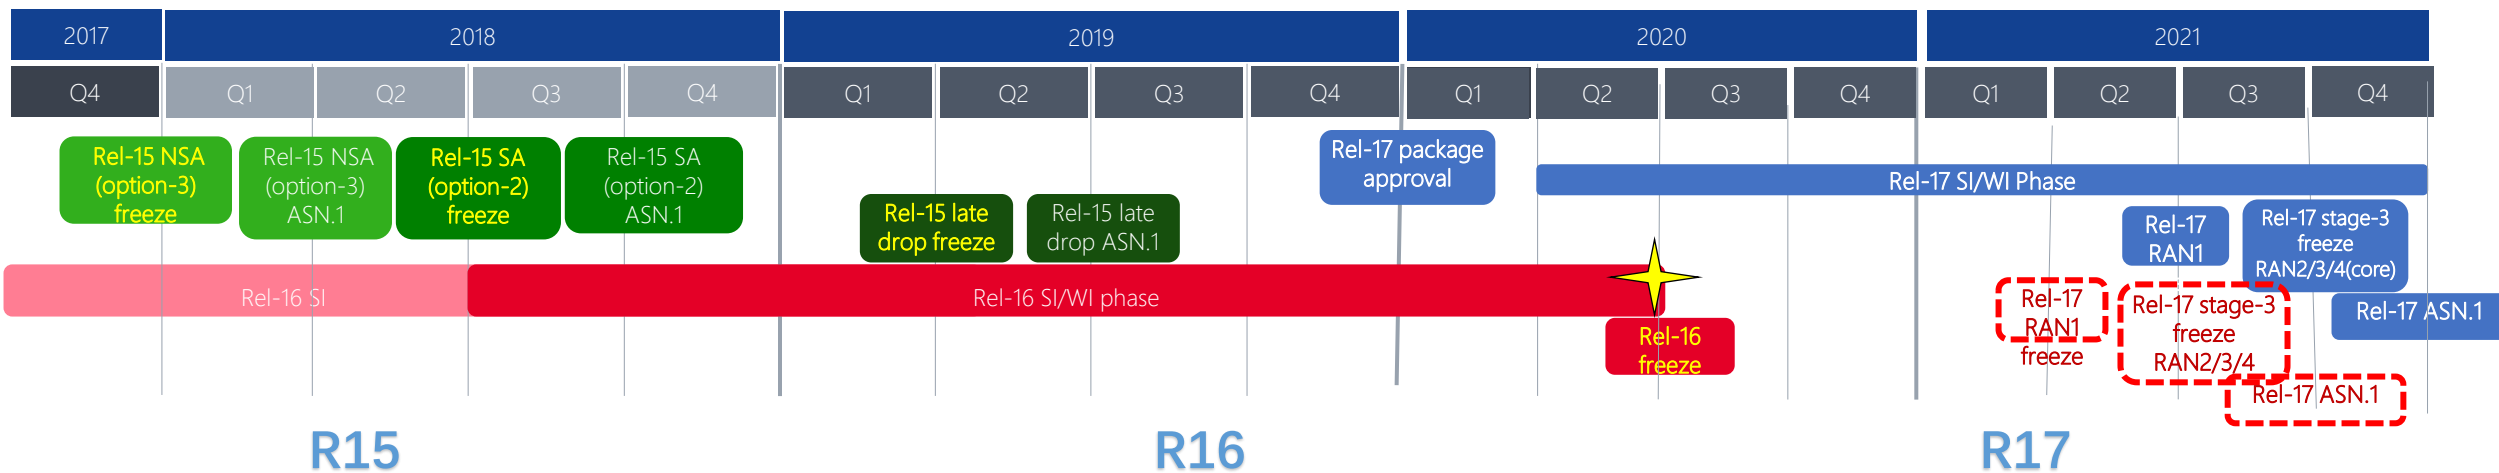 2017
2018
2019
2020
2021
Q4
Q1
Q2
Q3
Q4
Q1
Q2
Q3
Q4
Q1
Q2
Q3
Q4
Q1
Q2
Q3
Q4
Rel-15 NSA
(option-3)
freeze
Rel-15 NSA
(option-3)
ASN.1
Rel-15 SA
(option-2)
freeze
Rel-15 SA
(option-2)
ASN.1
Rel-15 late
drop freeze
Rel-15 late
drop ASN.1
Rel-17 package
approval
Rel-17 SI/WI Phase
Rel-17
RAN1
Rel-17 stage-3
freeze
RAN2/3/4(core)
Rel-16 SI
Rel-16 SI/WI phase
Rel-16
freeze
Rel-17
RAN1
freeze
Rel-17 stage-3
freeze
RAN2/3/4
Rel-17 ASN.1
Rel-17 ASN.1
R15
R16
R17